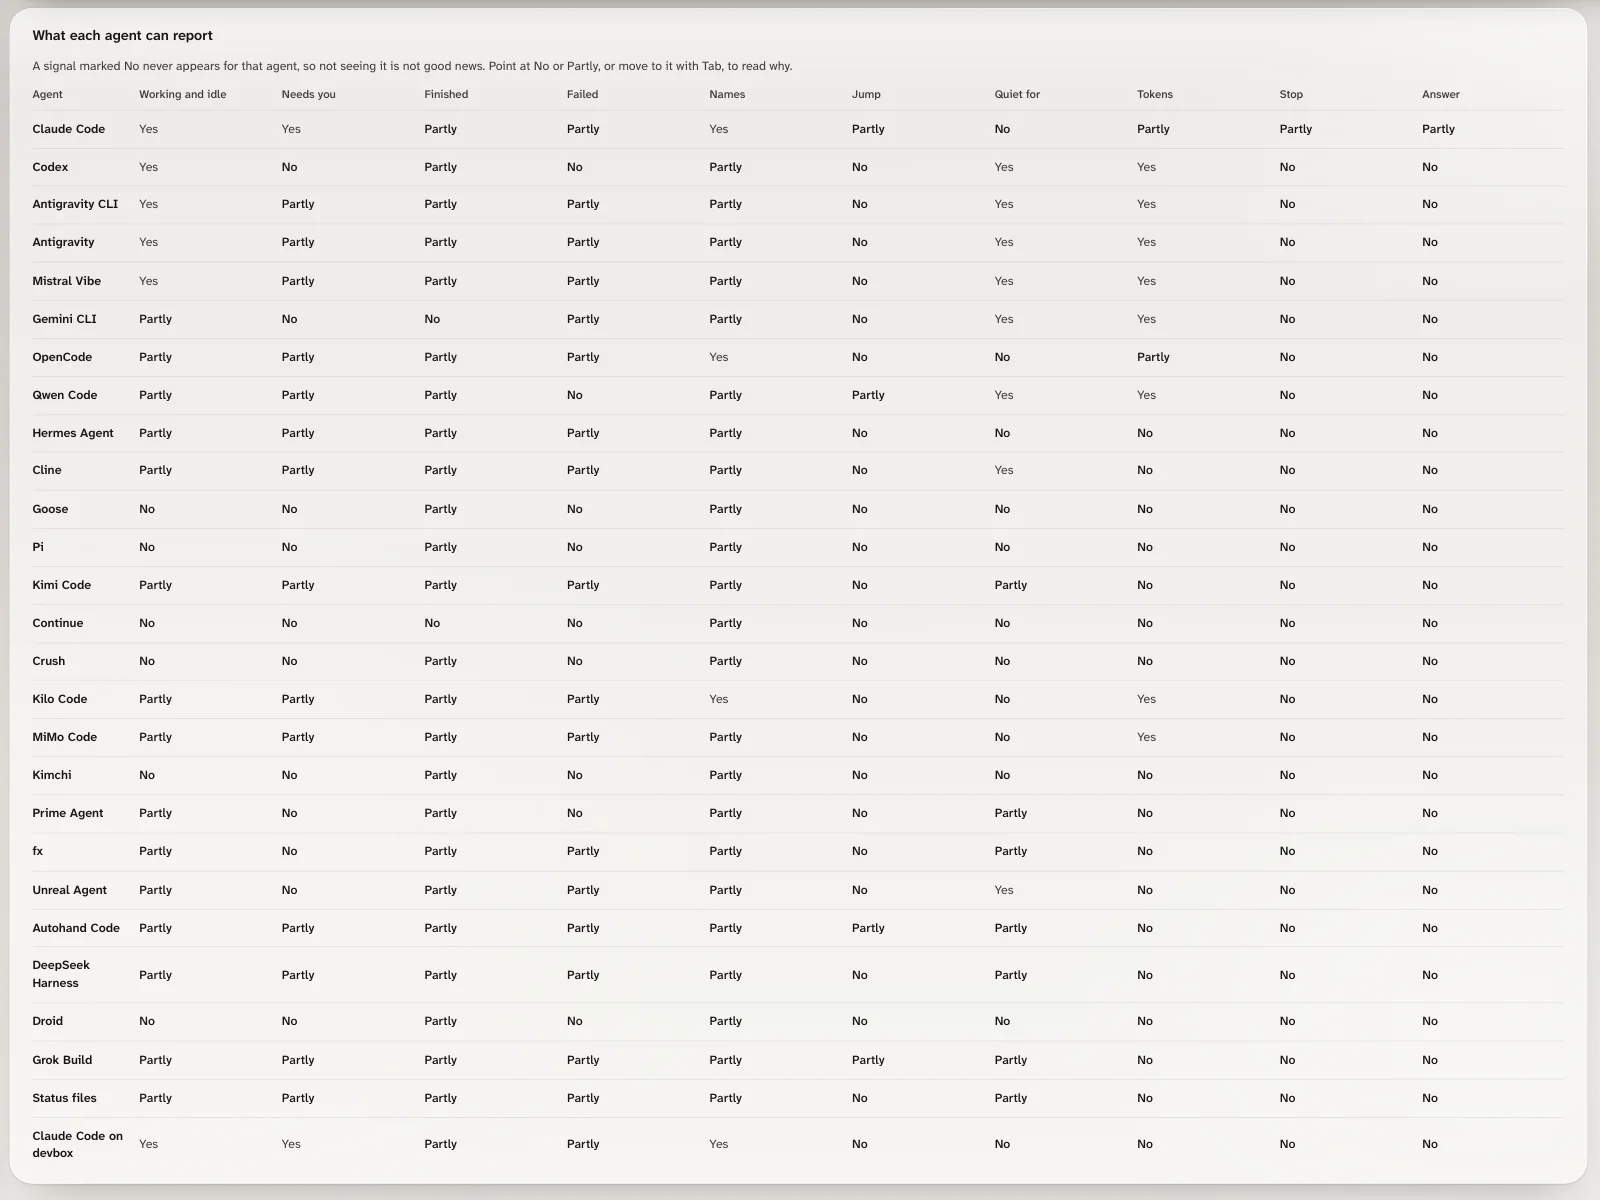 What each agent can report
A signal marked No never appears for that agent, so not seeing it is not good news. Point at No or Partly, or move to it with Tab, to read why.
Agent Working and idle Needs you Finished Failed Names Jump Quiet for Tokens Stop Answer
Claude Code Yes Yes Partly Partly Yes Partly No Partly Partly Partly
Codex Yes No Partly No Partly No Yes Yes No No
Antigravity CLI Yes Partly Partly Partly Partly No Yes Yes No No
Antigravity Yes Partly Partly Partly Partly No Yes Yes No No
Mistral Vibe Yes Partly Partly Partly Partly No Yes Yes No No
Gemini CLI Partly No No Partly Partly No Yes Yes No No
OpenCode Partly Partly Partly Partly Yes No No Partly No No
Qwen Code Partly Partly Partly No Partly Partly Yes Yes No No
Hermes Agent Partly Partly Partly Partly Partly No No No No No
Cline Partly Partly Partly Partly Partly No Yes No No No
Goose No No Partly No Partly No No No No No
Pi No No Partly No Partly No No No No No
Kimi Code Partly Partly Partly Partly Partly No Partly No No No
Continue No No No No Partly No No No No No
Crush No No Partly No Partly No No No No No
Kilo Code Partly Partly Partly Partly Yes No No Yes No No
MiMo Code Partly Partly Partly Partly Partly No No Yes No No
Kimchi No No Partly No Partly No No No No No
Prime Agent Partly No Partly No Partly No Partly No No No
fx Partly No Partly Partly Partly No Partly No No No
Unreal Agent Partly No Partly Partly Partly No Yes No No No
Autohand Code Partly Partly Partly Partly Partly Partly Partly No No No
DeepSeek
Harness Partly Partly Partly Partly Partly No Partly No No No
Droid No No Partly No Partly No No No No No
Grok Build Partly Partly Partly Partly Partly Partly Partly No No No
Status files Partly Partly Partly Partly Partly No Partly No No No
Claude Code on
devbox Yes Yes Partly Partly Yes No No No No No